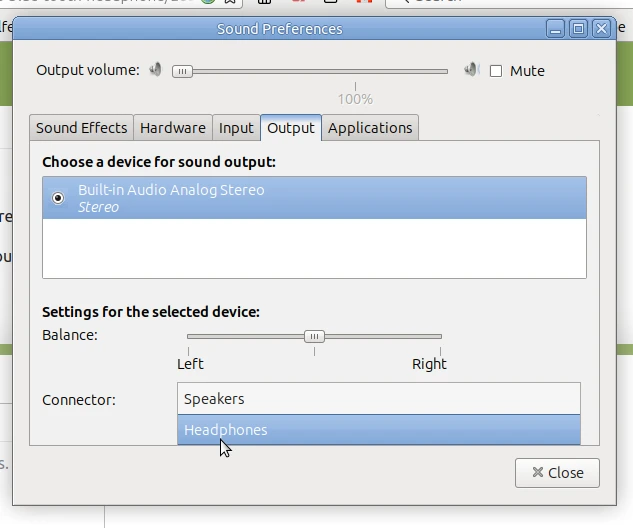 Sound Preferences
Output volume:
Mute
100%
Sound Effects Hardware Input Output Applications
Choose a device for sound output:
Built-in Audio Analog Stereo
Stereo
Settings for the selected device:
Balance:
Left Right
Connector: Speakers
Headphones
Close